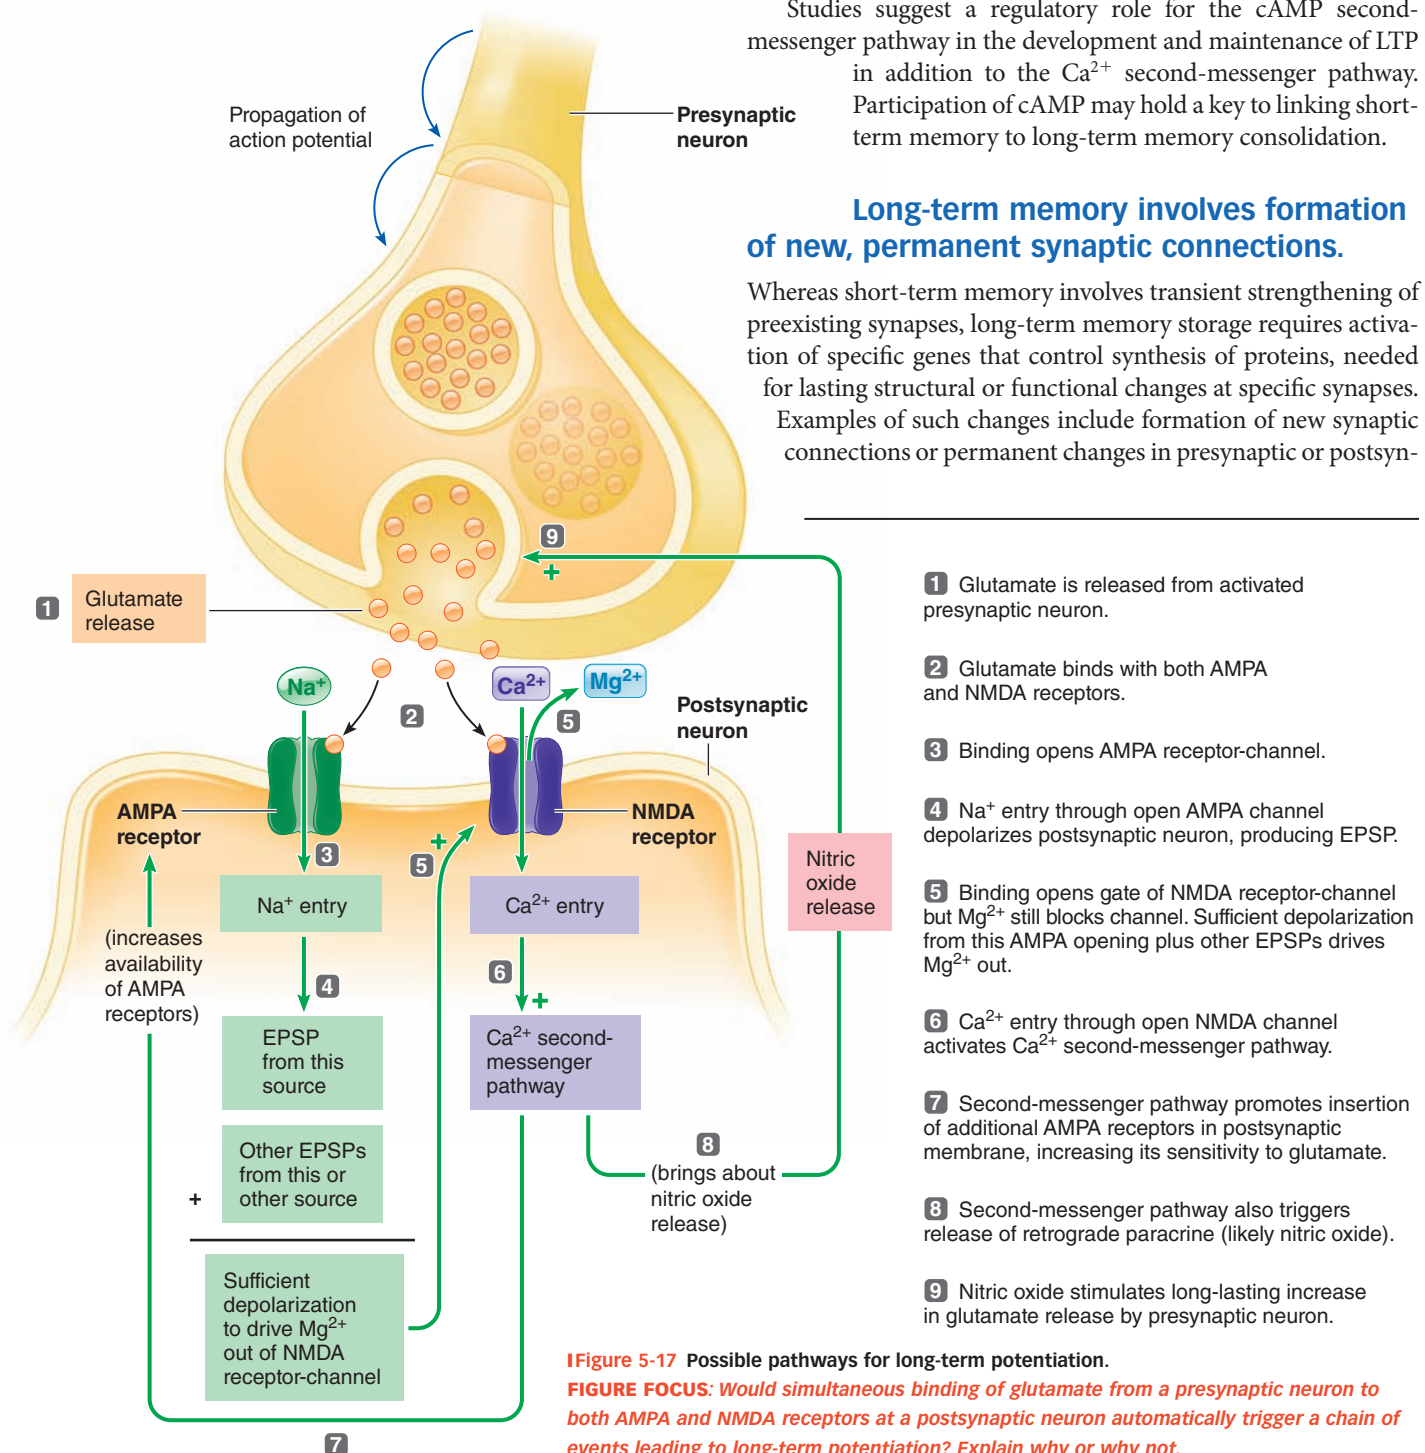 Studies suggest a regulatory role for the cAMP second-
messenger pathway in the development and maintenance of LTP
in addition to the Ca²⁺ second-messenger pathway.
Participation of cAMP may hold a key to linking short-
term memory to long-term memory consolidation.
Long-term memory involves formation
of new, permanent synaptic connections.
Whereas short-term memory involves transient strengthening of
preexisting synapses, long-term memory storage requires activa-
tion of specific genes that control synthesis of proteins, needed
for lasting structural or functional changes at specific synapses.
Examples of such changes include formation of new synaptic
connections or permanent changes in presynaptic or postsyn-
Propagation of
action potential
Presynaptic
neuron
9
+
1
Glutamate
release
Na⁺
Ca²⁺
Mg²⁺
2
5
Postsynaptic
neuron
AMPA
receptor
NMDA
receptor
3
5
+
Na⁺ entry
Ca²⁺ entry
Nitric
oxide
release
(increases
availability
of AMPA
receptors)
4
6
+
EPSP
from this
source
Ca²⁺ second-
messenger
pathway
Other EPSPs
from this or
other source
+
8
(brings about
nitric oxide
release)
Sufficient
depolarization
to drive Mg²⁺
out of NMDA
receptor-channel
7
1 Glutamate is released from activated
presynaptic neuron.
2 Glutamate binds with both AMPA
and NMDA receptors.
3 Binding opens AMPA receptor-channel.
4 Na⁺ entry through open AMPA channel
depolarizes postsynaptic neuron, producing EPSP.
5 Binding opens gate of NMDA receptor-channel
but Mg²⁺ still blocks channel. Sufficient depolarization
from this AMPA opening plus other EPSPs drives
Mg²⁺ out.
6 Ca²⁺ entry through open NMDA channel
activates Ca²⁺ second-messenger pathway.
7 Second-messenger pathway promotes insertion
of additional AMPA receptors in postsynaptic
membrane, increasing its sensitivity to glutamate.
8 Second-messenger pathway also triggers
release of retrograde paracrine (likely nitric oxide).
9 Nitric oxide stimulates long-lasting increase
in glutamate release by presynaptic neuron.
Figure 5-17 Possible pathways for long-term potentiation.
FIGURE FOCUS: Would simultaneous binding of glutamate from a presynaptic neuron to
both AMPA and NMDA receptors at a postsynaptic neuron automatically trigger a chain of
events leading to long-term potentiation? Explain why or why not.